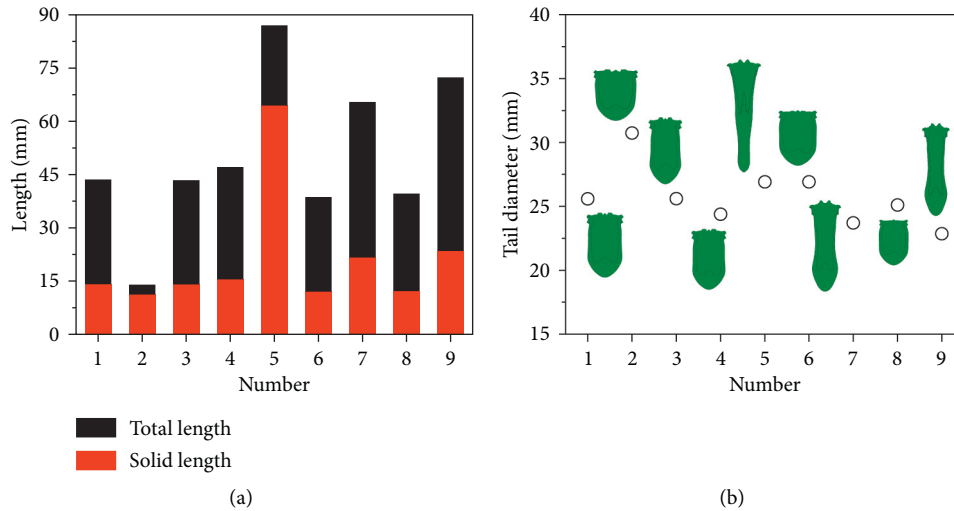 90
75
60
45
30
15
0
Length (mm)
1 2 3 4 5 6 7 8 9
Number
Total length
Solid length
(a)
40
35
30
25
20
15
Tail diameter (mm)
1 2 3 4 5 6 7 8 9
Number
(b)